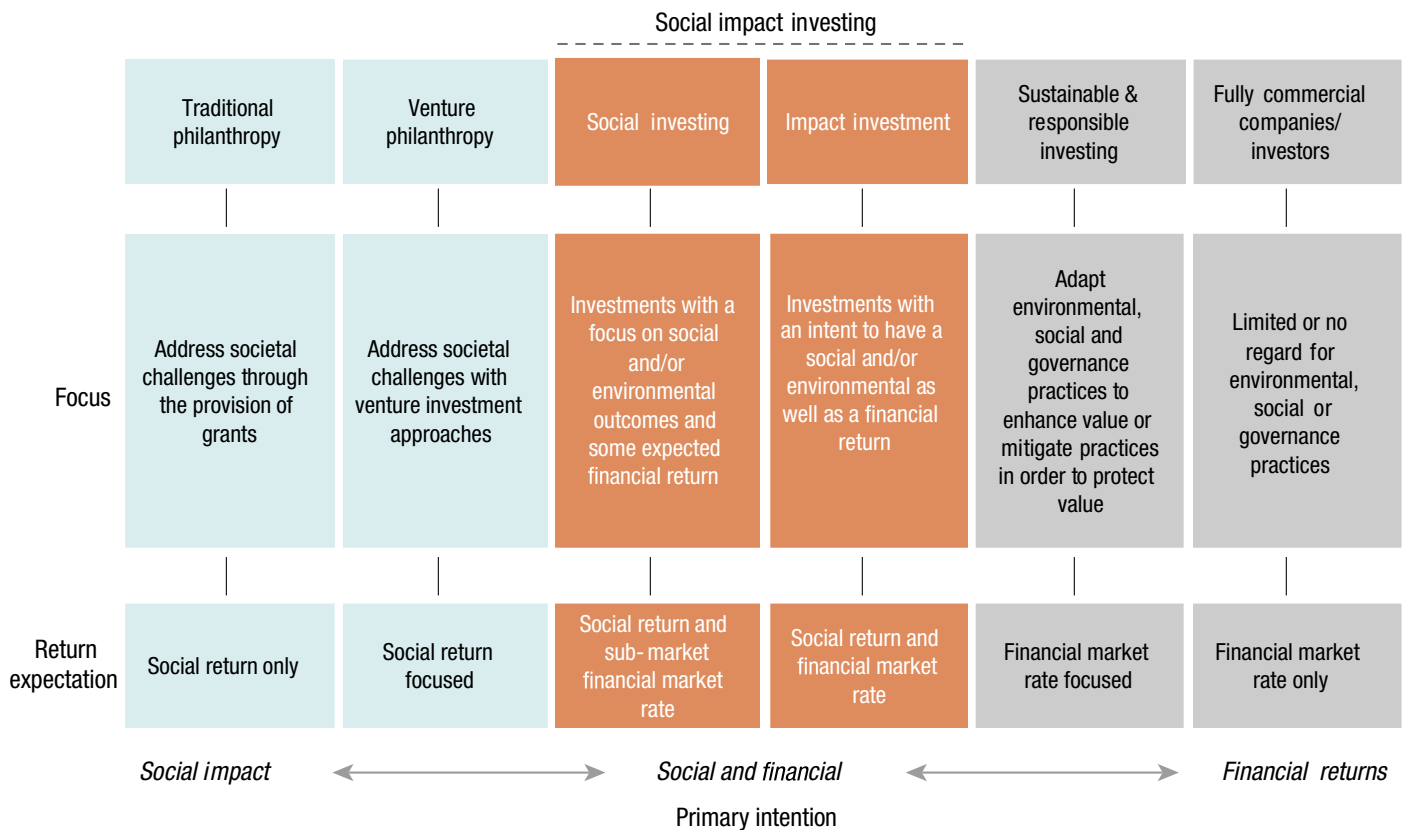 Social impact investing
Traditional
philanthropy
Venture
philanthropy
Social investing
Impact investment
Sustainable &
responsible
investing
Fully commercial
companies/
investors
Focus
Address societal
challenges through
the provision of
grants
Address societal
challenges with
venture investment
approaches
Investments with a
focus on social
and/or
environmental
outcomes and
some expected
financial return
Investments with
an intent to have a
social and/or
environmental as
well as a financial
return
Adapt
environmental,
social and
governance
practices to
enhance value or
mitigate practices
in order to protect
value
Limited or no
regard for
environmental,
social or
governance
practices
Return
expectation
Social return only
Social return
focused
Social return and
sub-market
financial market
rate
Social return and
financial market
rate
Financial market
rate focused
Financial market
rate only
Social impact
Social and financial
Financial returns
Primary intention